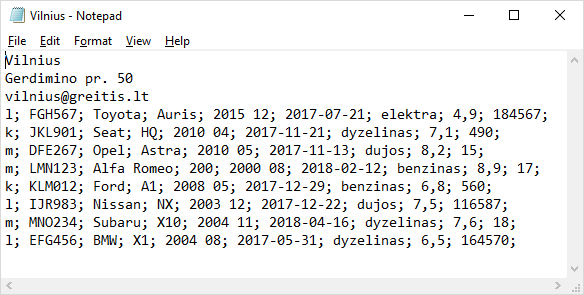 Vilnius - Notepad
File Edit Format View Help
Vilnius
Gerdimino pr. 50
vilnius@greitis.lt
l; FGH567; Toyota; Auris; 2015 12; 2017-07-21; elektra; 4,9; 184567;
k; JKL901; Seat; HQ; 2010 04; 2017-11-21; dyzelinas; 7,1; 490;
m; DFE267; Opel; Astra; 2010 05; 2017-11-13; dujos; 8,2; 15;
m; LMN123; Alfa Romeo; 200; 2000 08; 2018-02-12; benzinas; 8,9; 17;
k; KLM012; Ford; A1; 2008 05; 2017-12-29; benzinas; 6,8; 560;
l; IJR983; Nissan; NX; 2003 12; 2017-12-22; dujos; 7,5; 116587;
m; MNO234; Subaru; X10; 2004 11; 2018-04-16; dyzelinas; 7,6; 18;
l; EFG456; BMW; X1; 2004 08; 2017-05-31; dyzelinas; 6,5; 164570;